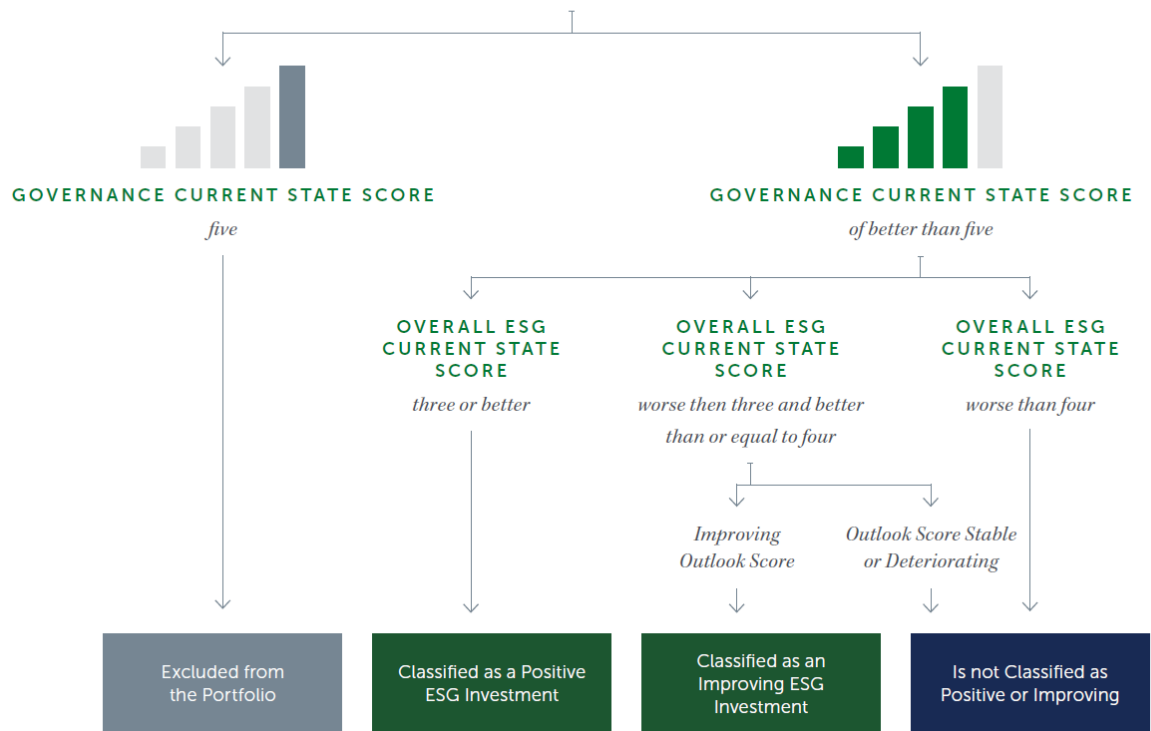 GOVERNANCE CURRENT STATE SCORE
five
GOVERNANCE CURRENT STATE SCORE
of better than five
OVERALL ESG
CURRENT STATE
SCORE
three or better
OVERALL ESG
CURRENT STATE
SCORE
worse then three and better
than or equal to four
OVERALL ESG
CURRENT STATE
SCORE
worse than four
Improving
Outlook Score
Outlook Score Stable
or Deteriorating
Excluded from
the Portfolio
Classified as a Positive
ESG Investment
Classified as an
Improving ESG
Investment
Is not Classified as
Positive or Improving